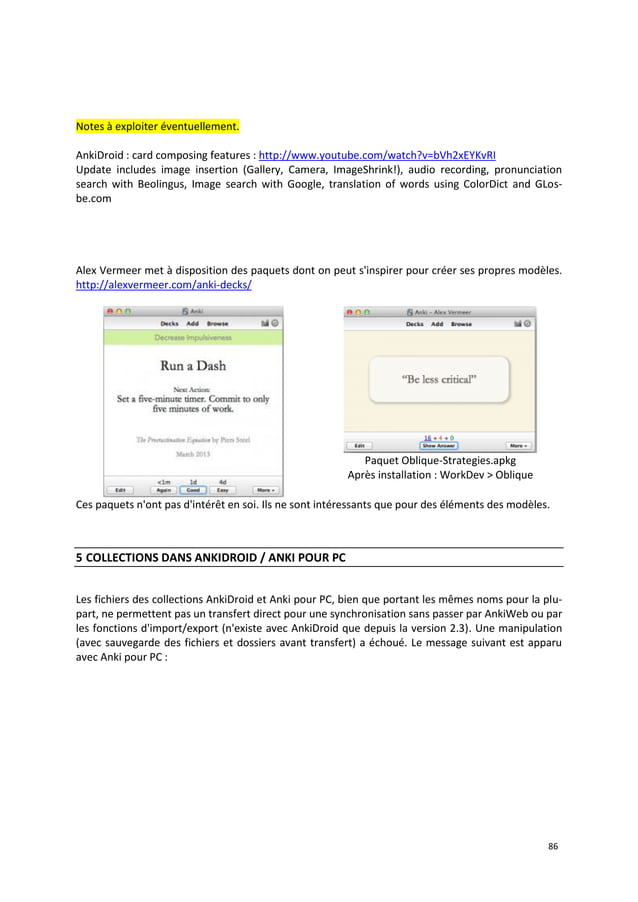 Notes à exploiter éventuellement.
AnkiDroid : card composing features : http://www.youtube.com/watch?v=bVh2xEYKvRI
Update includes image insertion (Gallery, Camera, ImageShrink!), audio recording, pronunciation
search with Beolingus, Image search with Google, translation of words using ColorDict and GLos-
be.com
Alex Vermeer met à disposition des paquets dont on peut s'inspirer pour créer ses propres modèles.
http://alexvermeer.com/anki-decks/
Anki
Decks Add Browse
Decrease Impulsiveness
Run a Dash
Next Action:
Set a five-minute timer. Commit to only
five minutes of work.
The Procrastination Equation by Piers Steel
March 2013
<1m 1d 4d
Edit Again Good Easy More
Anki – Alex Vermeer
Decks Add Browse
“Be less critical”
16 + 4 + 0
Edit Show Answer More
Paquet Oblique-Strategies.apkg
Après installation : WorkDev > Oblique
Ces paquets n'ont pas d'intérêt en soi. Ils ne sont intéressants que pour des éléments des modèles.
5 COLLECTIONS DANS ANKIDROID / ANKI POUR PC
Les fichiers des collections AnkiDroid et Anki pour PC, bien que portant les mêmes noms pour la plu-
part, ne permettent pas un transfert direct pour une synchronisation sans passer par AnkiWeb ou par
les fonctions d'import/export (n'existe avec AnkiDroid que depuis la version 2.3). Une manipulation
(avec sauvegarde des fichiers et dossiers avant transfert) a échoué. Le message suivant est apparu
avec Anki pour PC :
86